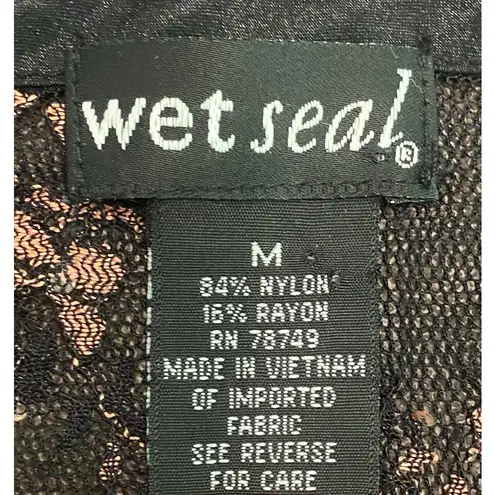 wet seal®
M
84% NYLON
16% RAYON
RN 78749
MADE IN VIETNAM
OF IMPORTED
FABRIC
SEE REVERSE
FOR CARE